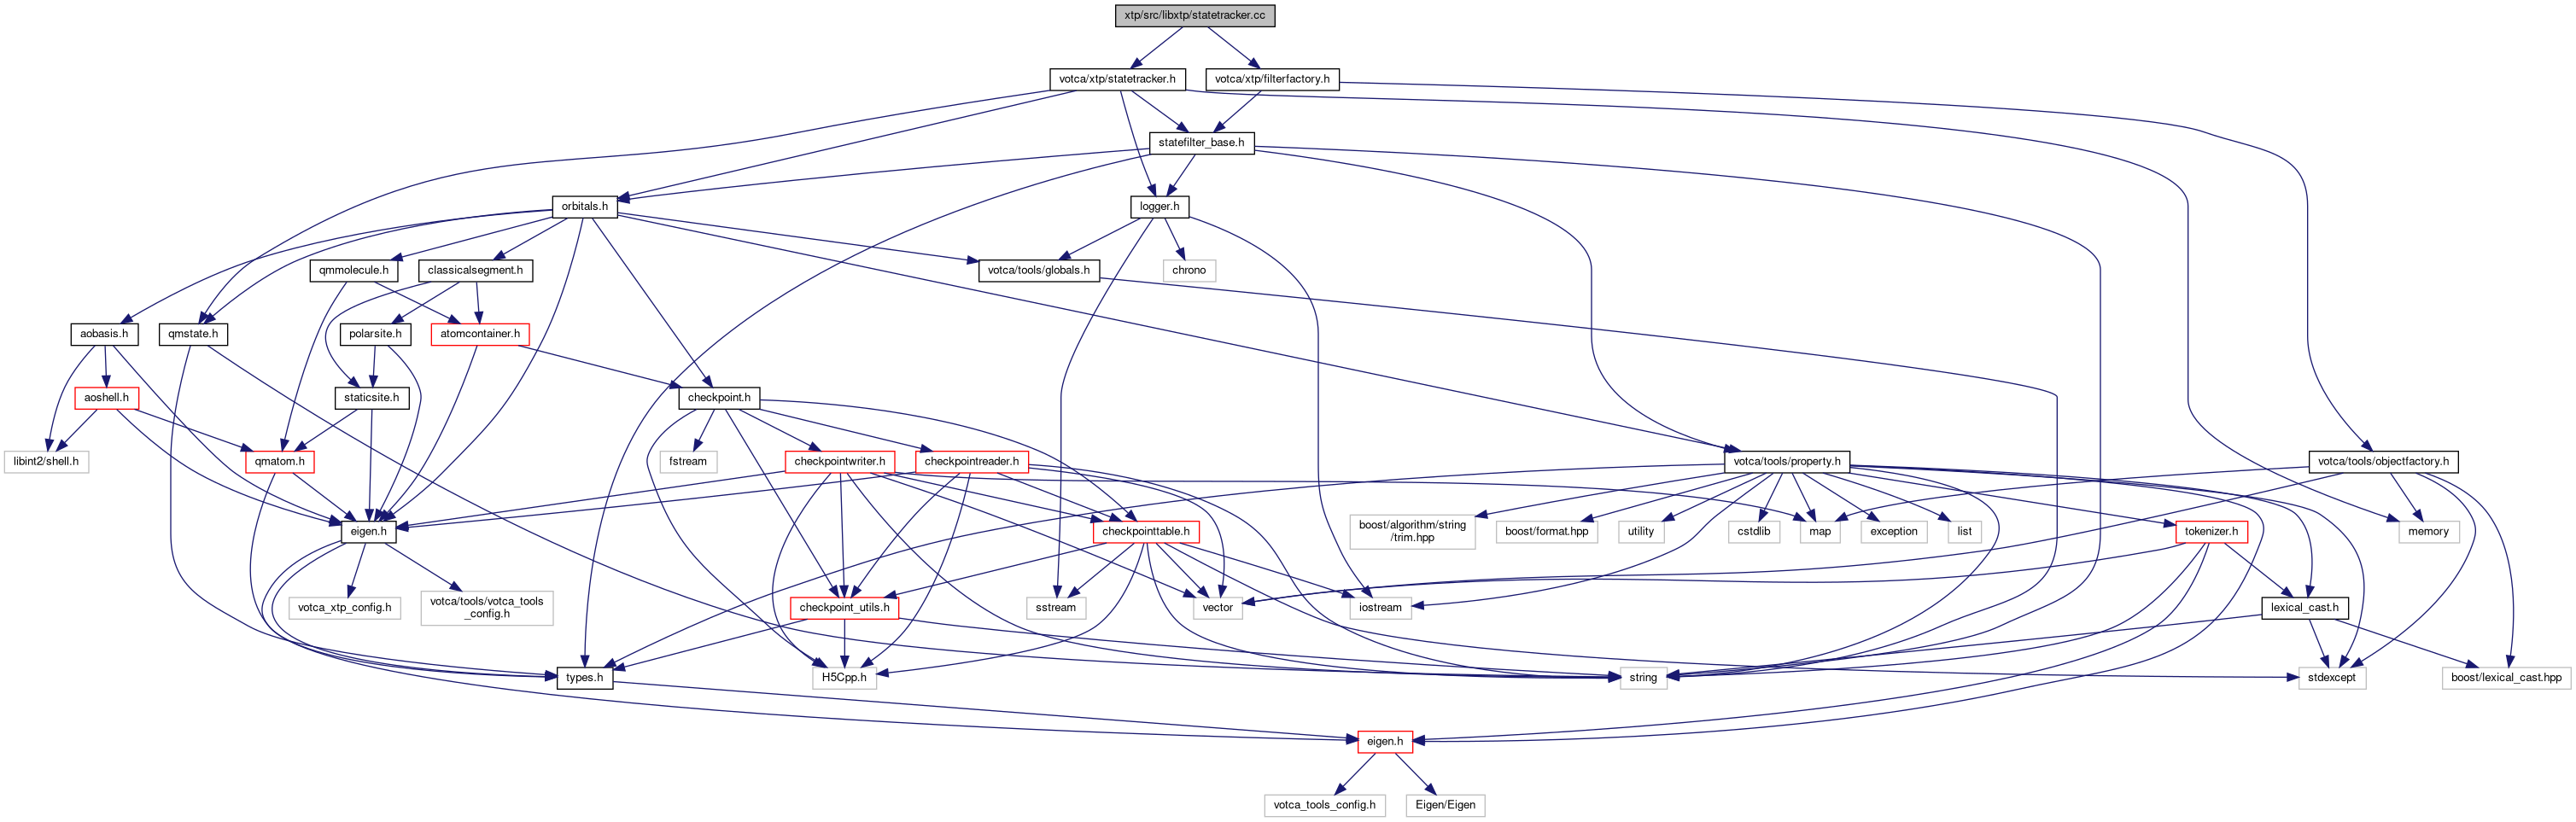 xtp/src/libxtp/statetracker.cc
votca/xtp/statetracker.h
votca/xtp/filterfactory.h
statefilter_base.h
orbitals.h
logger.h
qmmolecule.h
classicalsegment.h
votca/tools/globals.h
chrono
aobasis.h
qmstate.h
polarsite.h
atomcontainer.h
aoshell.h
staticsite.h
checkpoint.h
libint2/shell.h
qmatom.h
fstream
checkpointwriter.h
checkpointreader.h
votca/tools/property.h
votca/tools/objectfactory.h
eigen.h
checkpointtable.h
boost/algorithm/string
/trim.hpp
boost/format.hpp
utility
cstdlib
map
exception
list
tokenizer.h
memory
votca_xtp_config.h
votca/tools/votca_tools
_config.h
checkpoint_utils.h
sstream
vector
iostream
lexical_cast.h
types.h
H5Cpp.h
string
stdexcept
boost/lexical_cast.hpp
eigen.h
votca_tools_config.h
Eigen/Eigen